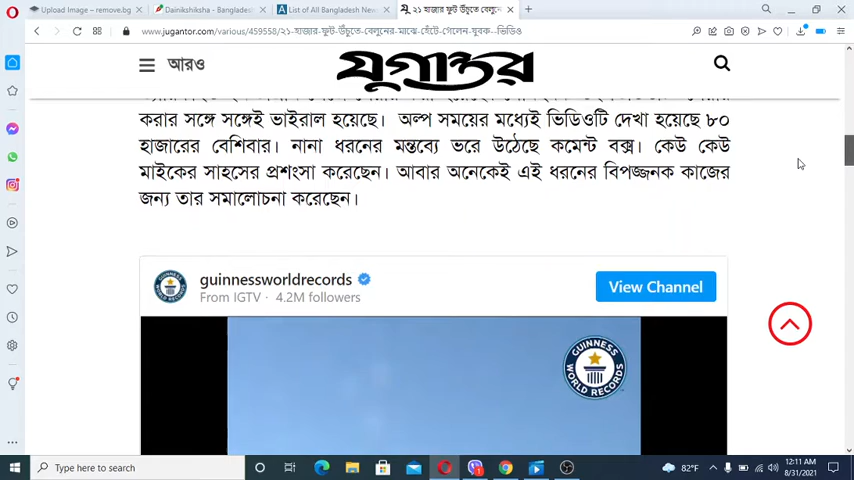 Upload Image – remove.bg
Dainikshiksha - Bangladesh
List of All Bangladesh New
২১ হাজার ফুট উঁচুতে বেলুনে
www.jugantor.com/various/459558/২১-হাজার-ফুট-উঁচুতে-বেলুনের-মাঝে-হেঁটে-গেলেন-যুবক--ভিডিও
আরও
যুগান্তর
করার সঙ্গে সঙ্গেই ভাইরাল হয়েছে। অল্প সময়ের মধ্যেই ভিডিওটি দেখা হয়েছে ৮০
হাজারের বেশিবার। নানা ধরনের মন্তব্যে ভরে উঠেছে কমেন্ট বক্স। কেউ কেউ
মাইকের সাহসের প্রশংসা করেছেন। আবার অনেকেই এই ধরনের বিপজ্জনক কাজের
জন্য তার সমালোচনা করেছেন।
guinnessworldrecords
From IGTV • 4.2M followers
View Channel
GUINNESS
WORLD RECORDS
Type here to search
82°F
12:11 AM
8/31/2021